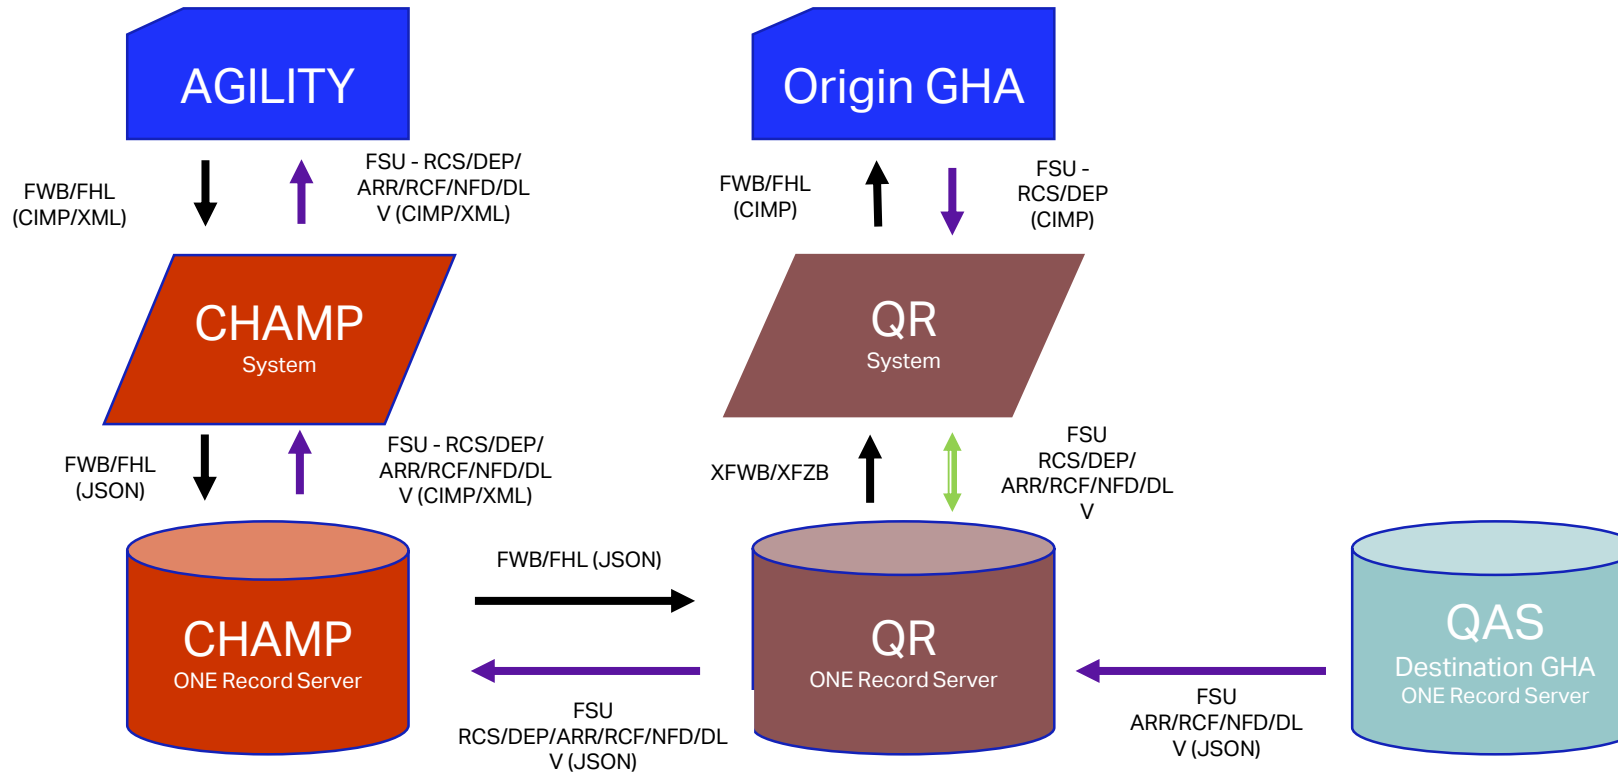 AGILITY
Origin GHA
FWB/FHL
(CIMP/XML)
FSU - RCS/DEP/
ARR/RCF/NFD/DL
V (CIMP/XML)
FWB/FHL
(CIMP)
FSU -
RCS/DEP
(CIMP)
CHAMP
System
QR
System
FWB/FHL
(JSON)
FSU - RCS/DEP/
ARR/RCF/NFD/DL
V (CIMP/XML)
XFWB/XFZB
FSU
RCS/DEP/
ARR/RCF/NFD/DL
V
CHAMP
ONE Record Server
FWB/FHL (JSON)
FSU
RCS/DEP/ARR/RCF/NFD/DL
V (JSON)
QR
ONE Record Server
FSU
ARR/RCF/NFD/DL
V (JSON)
QAS
Destination GHA
ONE Record Server